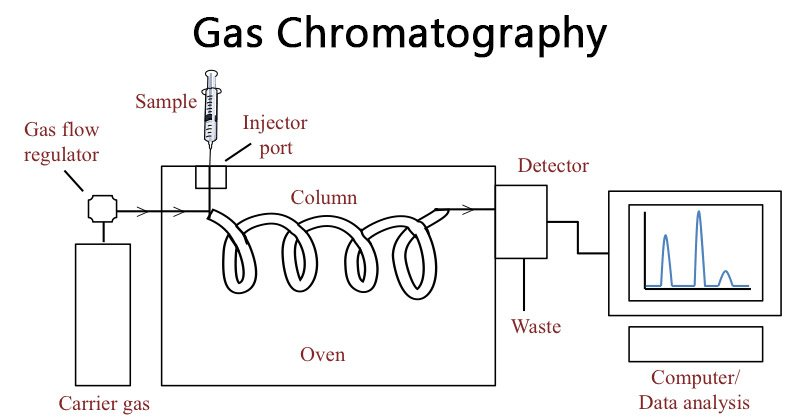 Gas Chromatography
Sample
Injector
port
Gas flow
regulator
Detector
Column
Waste
Oven
Computer/
Data analysis
Carrier gas